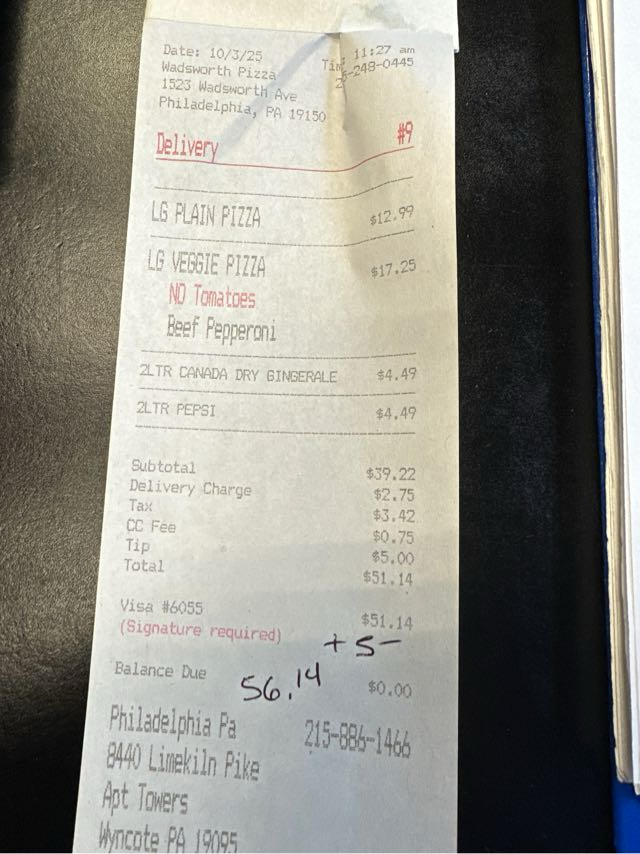 Date: 10/3/25 11:27 am
Wadsworth Pizza -248-0445
1523 Wadsworth Ave
Philadelphia, PA 19150
Delivery #9
LG PLAIN PIZZA $12.99
LG VEGGIE PIZZA $17.25
NO Tomatoes
Beef Pepperoni
2LTR CANADA DRY GINGERALE $4.49
2LTR PEPSI $4.49
Subtotal $39.22
Delivery Charge $2.75
Tax $3.42
CC Fee $0.75
Tip $5.00
Total $51.14
Visa #6055 $51.14
(Signature required) + 5-
Balance Due $0.00
56.14
Philadelphia Pa 215-886-1466
8440 Limekiln Pike
Apt Towers
Wyncote PA 19095